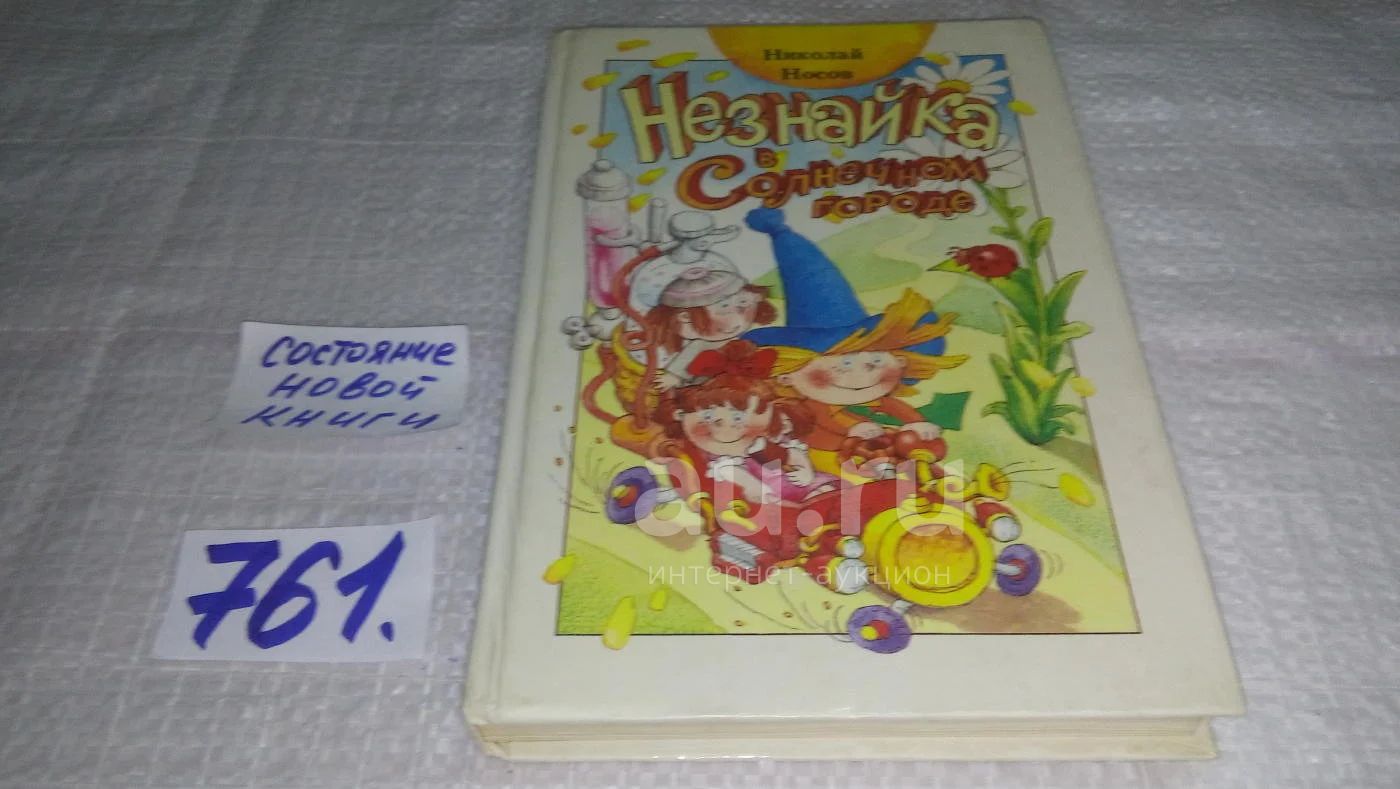 Николай
Носов
Незнайка
в
Солнечном
городе
состояние
новой
книги
761.
au.ru
интернет-аукцион